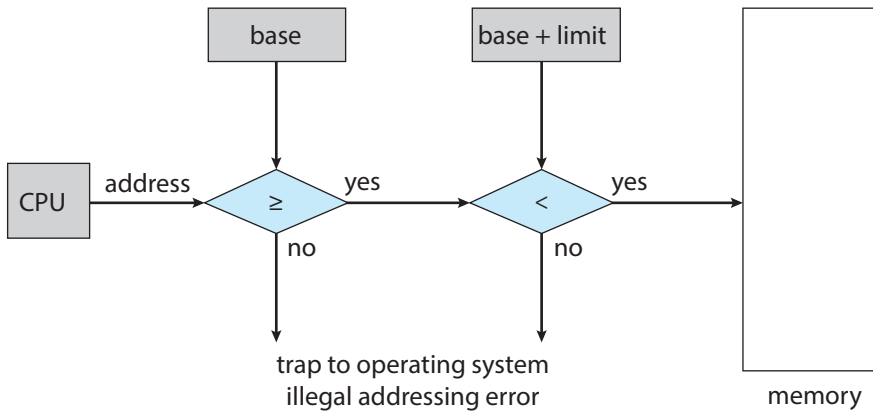 base
base + limit
CPU
address
≥
yes
<
yes
no
no
trap to operating system
illegal addressing error
memory